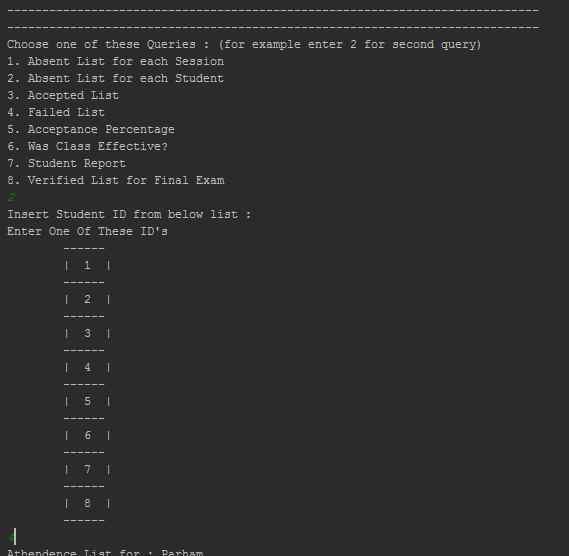 ------------------------------------------------------------------------
------------------------------------------------------------------------
Choose one of these Queries : (for example enter 2 for second query)
1. Absent List for each Session
2. Absent List for each Student
3. Accepted List
4. Failed List
5. Acceptance Percentage
6. Was Class Effective?
7. Student Report
8. Verified List for Final Exam
2
Insert Student ID from below list :
Enter One Of These ID's
------
| 1 |
------
| 2 |
------
| 3 |
------
| 4 |
------
| 5 |
------
| 6 |
------
| 7 |
------
| 8 |
------
Athendence List for : Parham